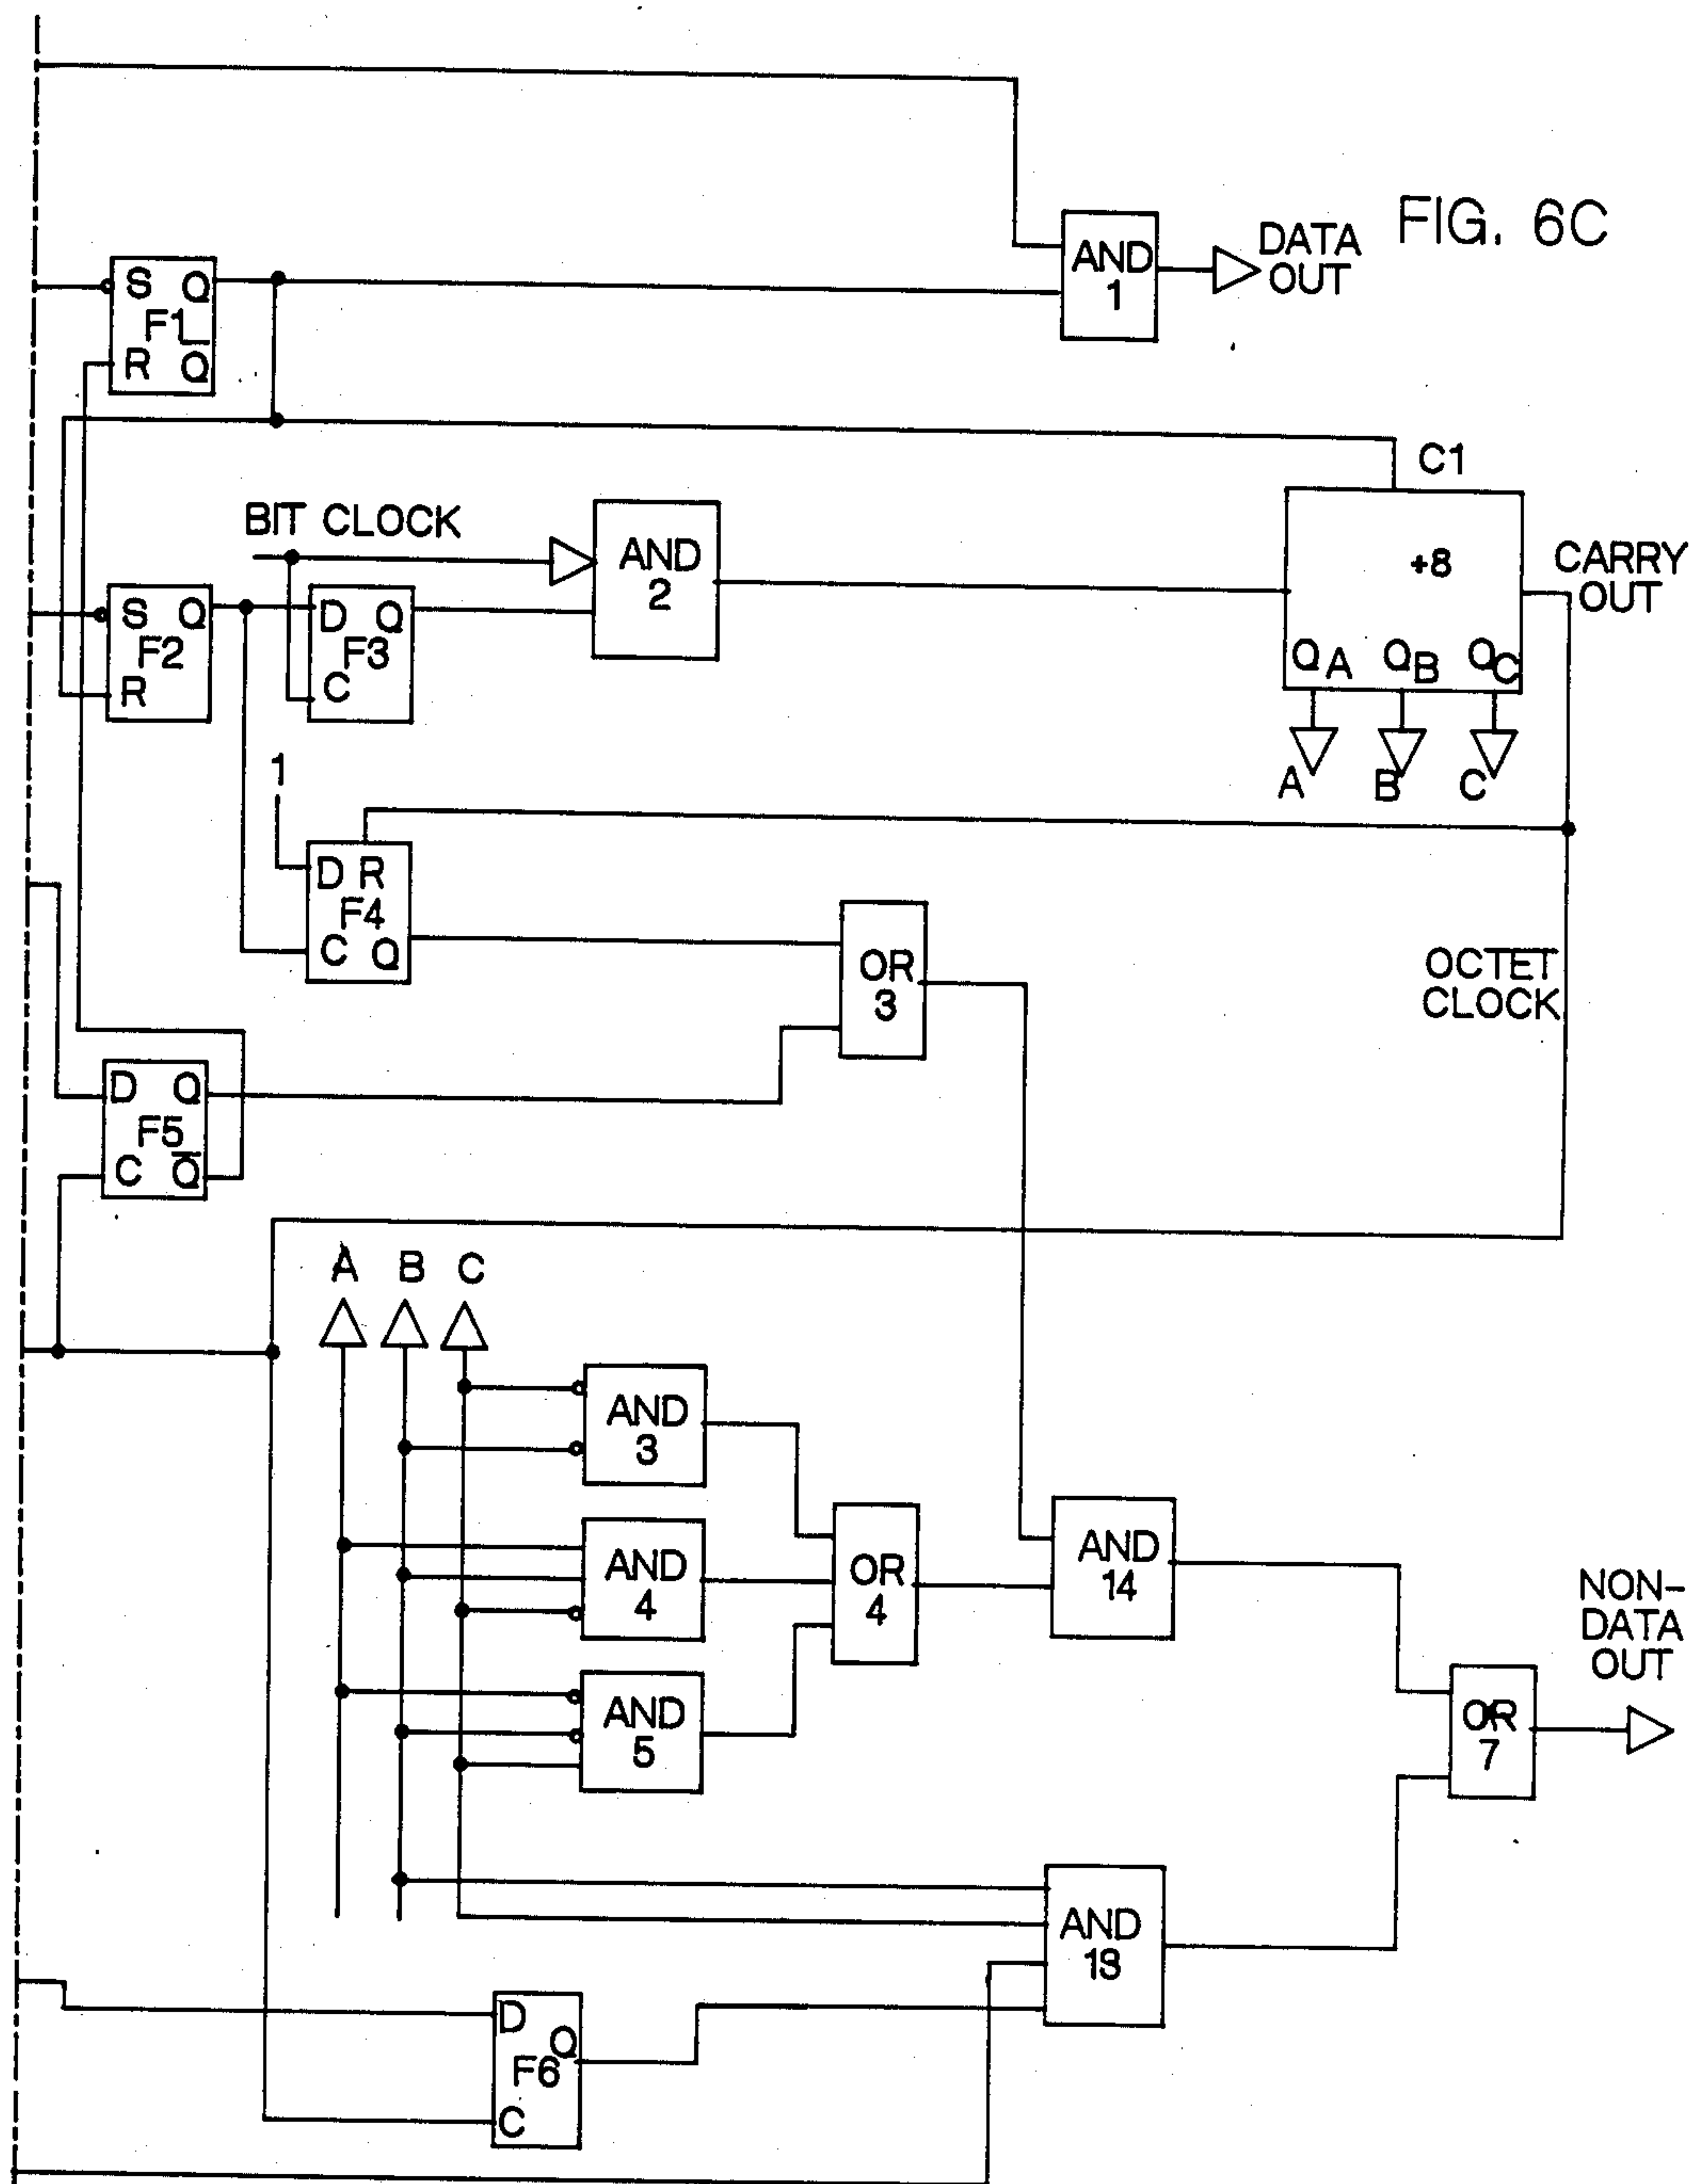 FIG. 6C
DATA
OUT
AND
1
S Q
F1
R Q̅
C1
BIT CLOCK
AND
2
+8
CARRY
OUT
QA QB QC
A B C
S Q
F2
R
D Q
F3
C
1
D R
F4
C Q
OR
3
OCTET
CLOCK
D Q
F5
C Q̅
A B C
AND
3
AND
4
AND
5
OR
4
AND
14
NON-
DATA
OUT
OR
7
AND
13
D
Q
F6
C